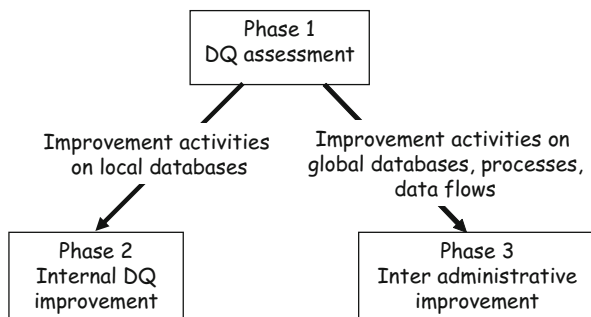 Phase 1
DQ assessment
Improvement activities
on local databases
Improvement activities on
global databases, processes,
data flows
Phase 2
Internal DQ
improvement
Phase 3
Inter administrative
improvement